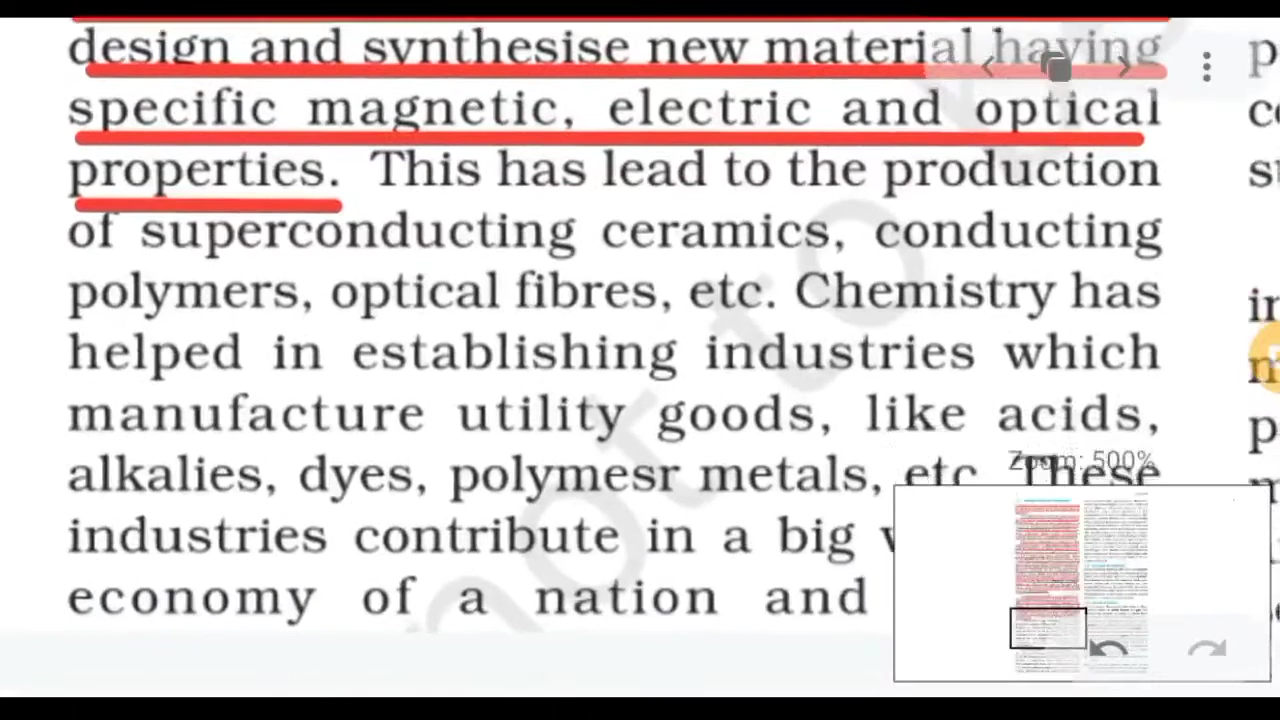 design and synthesise new material having
specific magnetic, electric and optical
properties. This has lead to the production
of superconducting ceramics, conducting
polymers, optical fibres, etc. Chemistry has
helped in establishing industries which
manufacture utility goods, like acids,
alkalies, dyes, polymesr metals, etc. These
industries tribute in a big
economy of a nation and
Zoom: 500%